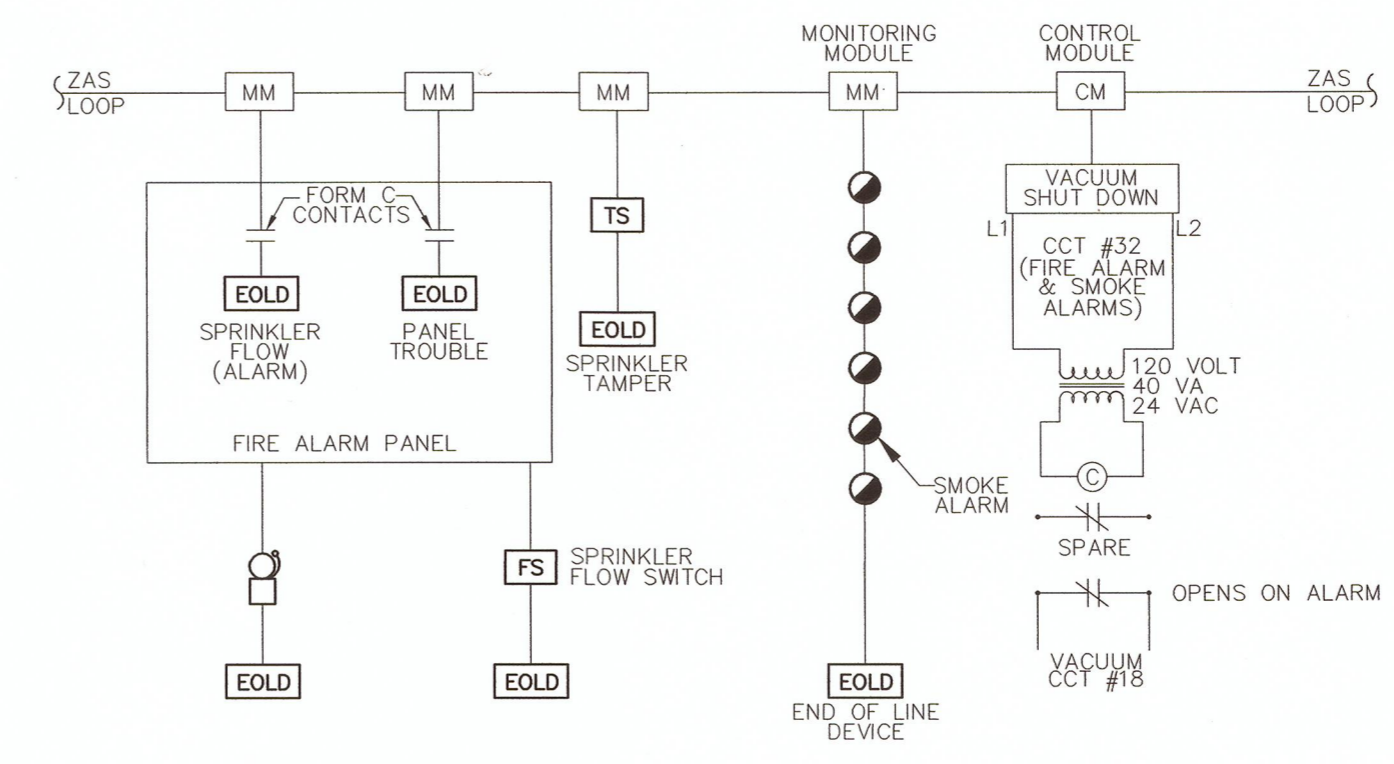 MONITORING
MODULE
CONTROL
MODULE
ZAS
LOOP
MM
MM
MM
MM
CM
ZAS
LOOP
FORM C
CONTACTS
EOLD
SPRINKLER
FLOW
(ALARM)
EOLD
PANEL
TROUBLE
FIRE ALARM PANEL
TS
EOLD
SPRINKLER
TAMPER
VACUUM
SHUT DOWN
L1
L2
CCT #32
(FIRE ALARM
& SMOKE
ALARMS)
120 VOLT
40 VA
24 VAC
C
SMOKE
ALARM
SPARE
OPENS ON ALARM
VACUUM
CCT #18
FS
SPRINKLER
FLOW SWITCH
EOLD
EOLD
EOLD
END OF LINE
DEVICE